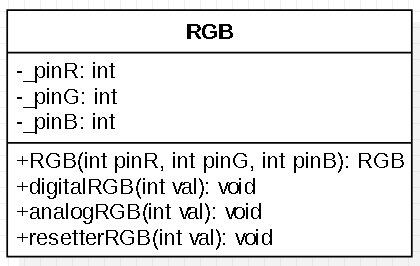 RGB
-_pinR: int
-_pinG: int
-_pinB: int
+RGB(int pinR, int pinG, int pinB): RGB
+digitalRGB(int val): void
+analogRGB(int val): void
+resetterRGB(int val): void